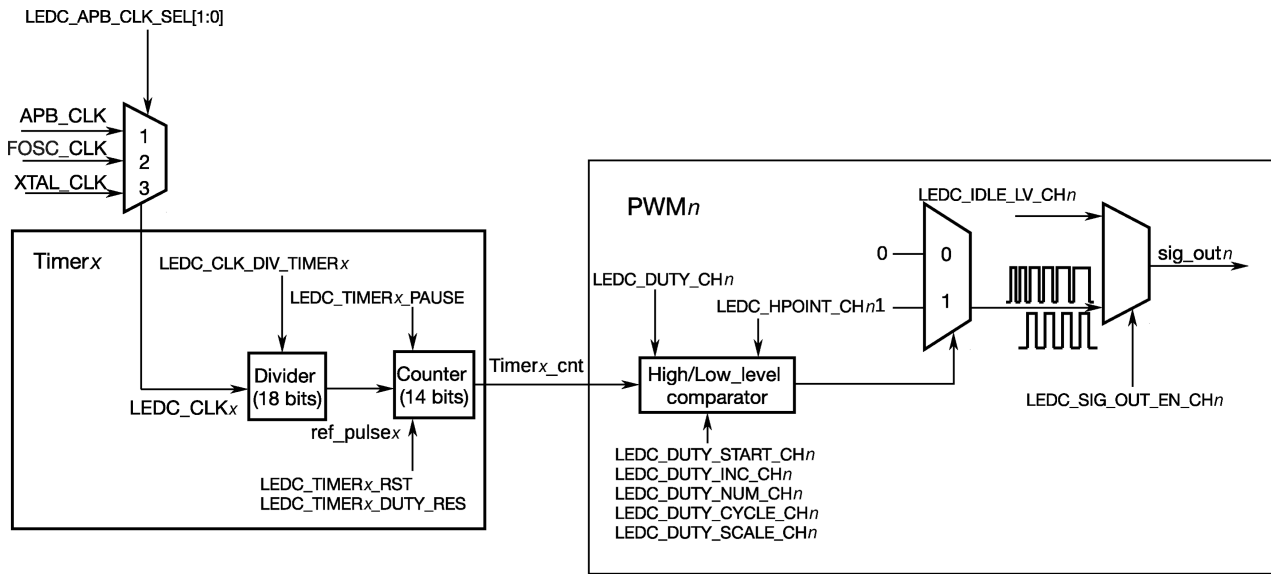 LEDC_APB_CLK_SEL[1:0]
APB_CLK
FOSC_CLK
XTAL_CLK
1
2
3
Timerx
LEDC_CLK_DIV_TIMERx
LEDC_TIMERx_PAUSE
Divider
(18 bits)
Counter
(14 bits)
LEDC_CLKx
ref_pulsex
LEDC_TIMERx_RST
LEDC_TIMERx_DUTY_RES
Timerx_cnt
PWMn
LEDC_DUTY_CHn
LEDC_HPOINT_CHn
High/Low_level
comparator
LEDC_DUTY_START_CHn
LEDC_DUTY_INC_CHn
LEDC_DUTY_NUM_CHn
LEDC_DUTY_CYCLE_CHn
LEDC_DUTY_SCALE_CHn
0
1
0
1
LEDC_IDLE_LV_CHn
sig_outn
LEDC_SIG_OUT_EN_CHn